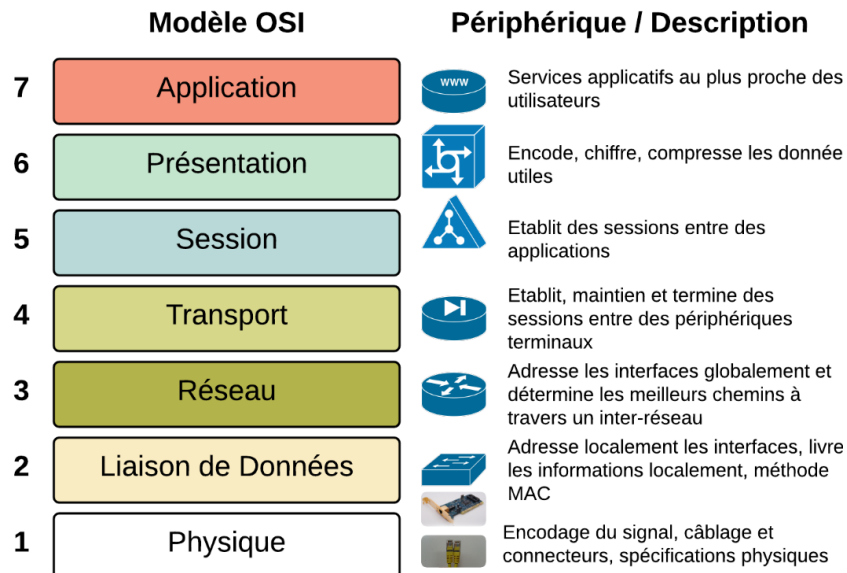 Modèle OSI
Périphérique / Description
7
Application
www
Services applicatifs au plus proche des
utilisateurs
6
Présentation
Encode, chiffre, compresse les donnée
utiles
5
Session
Etablit des sessions entre des
applications
4
Transport
Etablit, maintien et termine des
sessions entre des périphériques
terminaux
3
Réseau
Adresse les interfaces globalement et
détermine les meilleurs chemins à
travers un inter-réseau
2
Liaison de Données
Adresse localement les interfaces, livre
les informations localement, méthode
MAC
1
Physique
Encodage du signal, câblage et
connecteurs, spécifications physiques